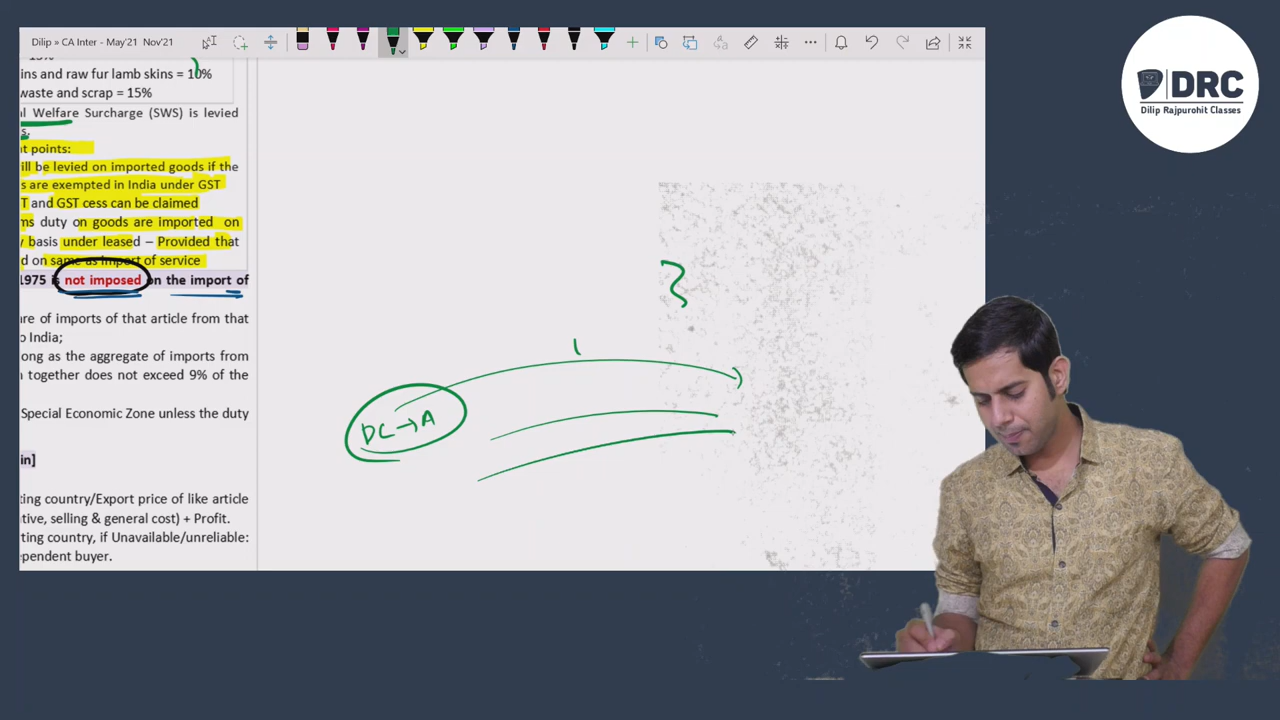 Dilip » CA Inter - May'21 Nov'21
DRC
Dilip Rajpurohit Classes
15%
ins and raw fur lamb skins = 10%
waste and scrap = 15%
al Welfare Surcharge (SWS) is levied
s.
nt points:
ill be levied on imported goods if the
s are exempted in India under GST
T and GST cess can be claimed
ms duty on goods are imported on
y basis under leased – Provided that
d on same as import of service
1975 is not imposed on the import of
are of imports of that article from that
o India;
ong as the aggregate of imports from
n together does not exceed 9% of the
Special Economic Zone unless the duty
in]
ting country/Export price of like article
tive, selling & general cost) + Profit.
ting country, if Unavailable/unreliable:
ependent buyer.
DC → A